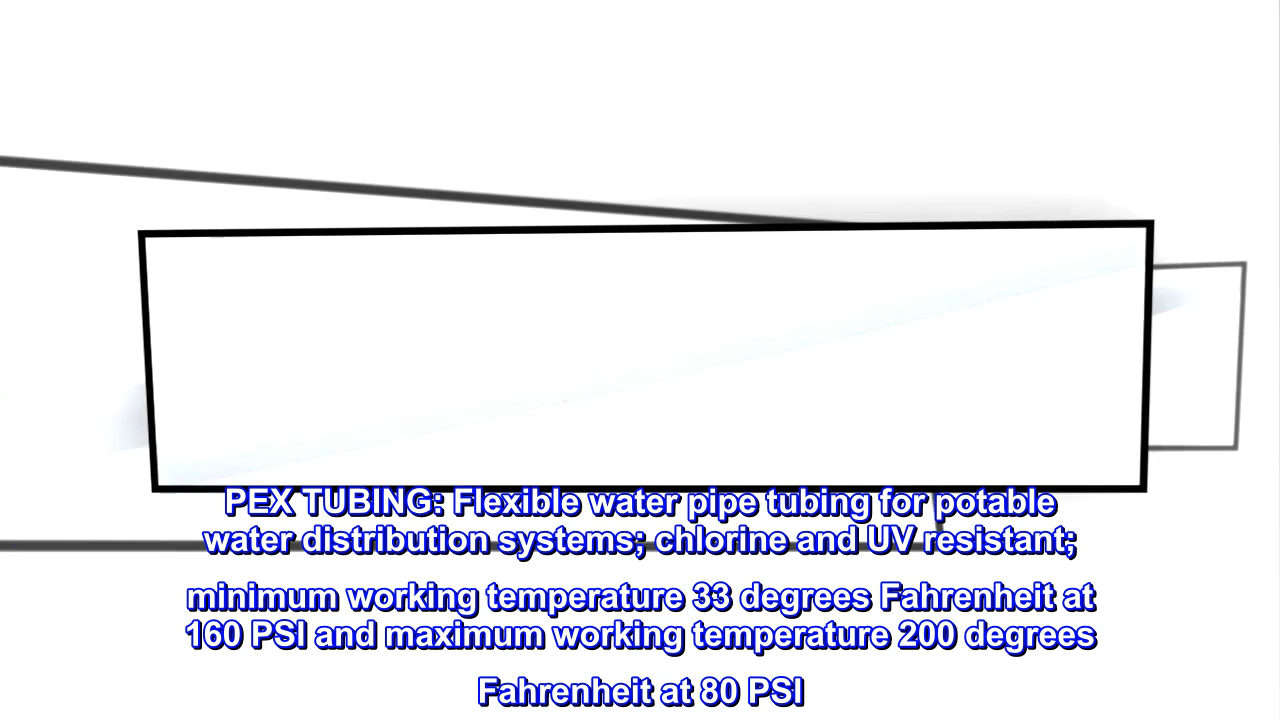 PEX TUBING: Flexible water pipe tubing for potable
water distribution systems; chlorine and UV resistant;
minimum working temperature 33 degrees Fahrenheit at
160 PSI and maximum working temperature 200 degrees
Fahrenheit at 80 PSI